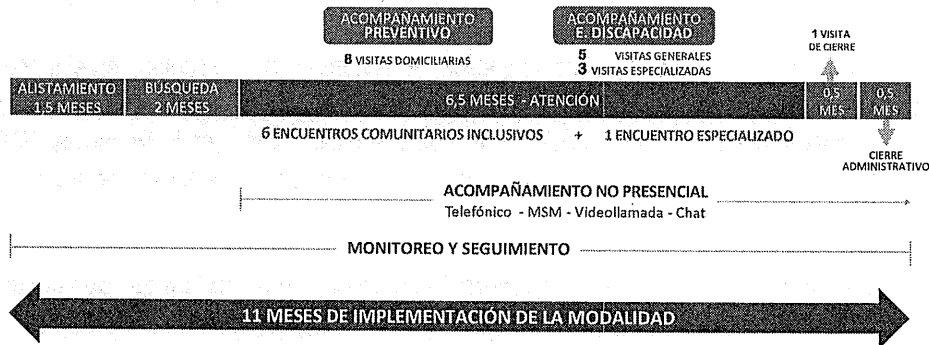 ACOMPAÑAMIENTO
PREVENTIVO
8 VISITAS DOMICILIARIAS
ACOMPAÑAMIENTO
E. DISCAPACIDAD
5 VISITAS GENERALES
3 VISITAS ESPECIALIZADAS
1 VISITA
DE CIERRE
ALISTAMIENTO
1,5 MESES
BÚSQUEDA
2 MESES
6,5 MESES - ATENCIÓN
0,5
MES
0,5
MES
6 ENCUENTROS COMUNITARIOS INCLUSIVOS + 1 ENCUENTRO ESPECIALIZADO
CIERRE
ADMINISTRATIVO
ACOMPAÑAMIENTO NO PRESENCIAL
Telefónico - MSM - Videollamada - Chat
MONITOREO Y SEGUIMIENTO
11 MESES DE IMPLEMENTACIÓN DE LA MODALIDAD